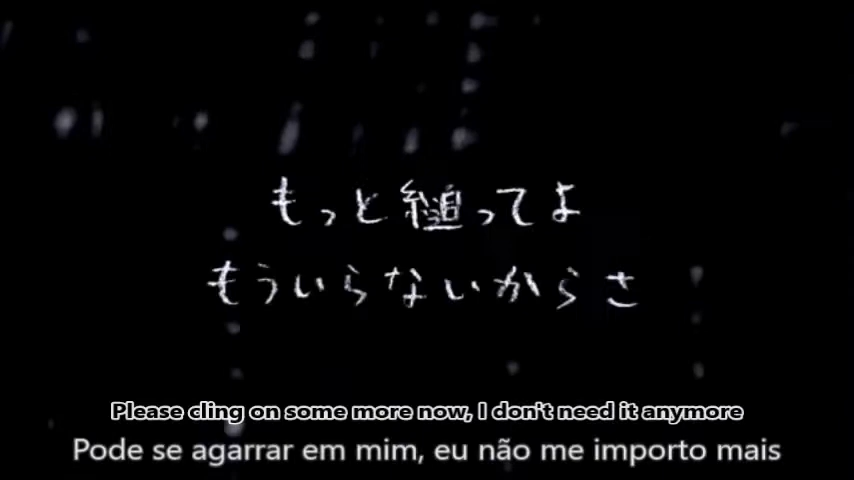 もっと縋ってよ
もういらないからさ
Please cling on some more now, I don't need it anymore
Pode se agarrar em mim, eu não me importo mais